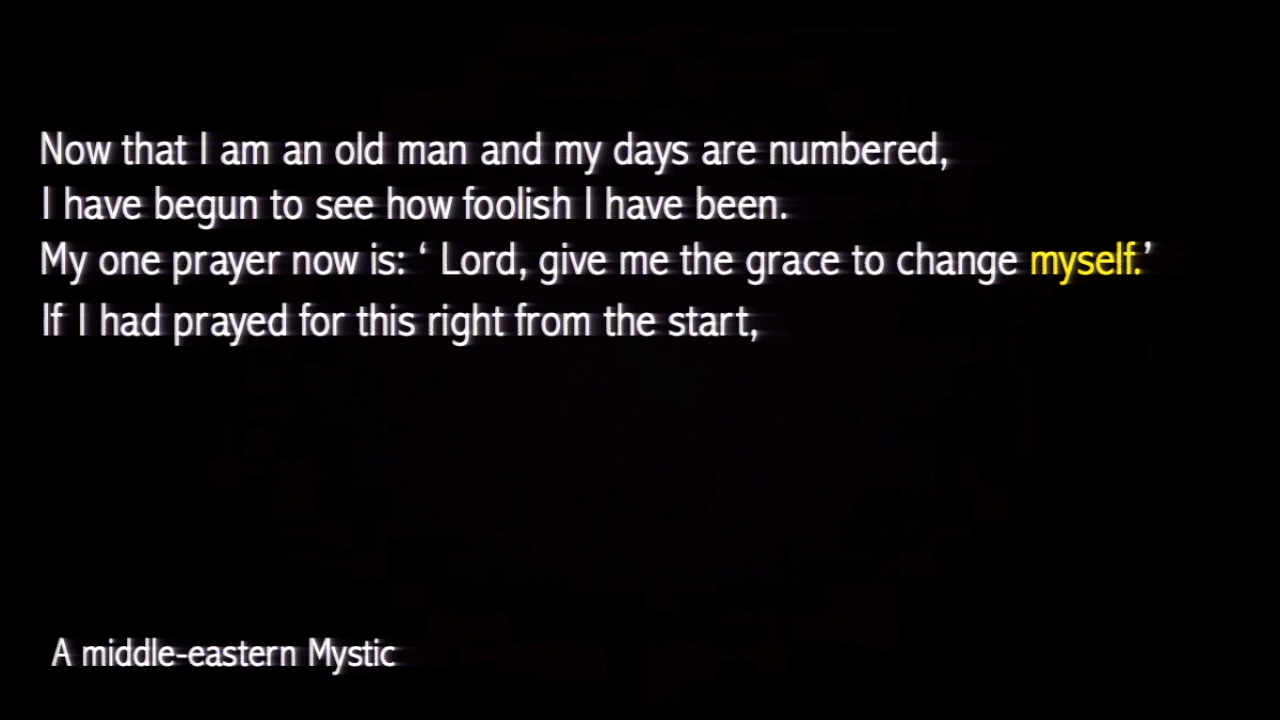 Now that I am an old man and my days are numbered,
I have begun to see how foolish I have been.
My one prayer now is: ‘ Lord, give me the grace to change myself.’
If I had prayed for this right from the start,
A middle-eastern Mystic